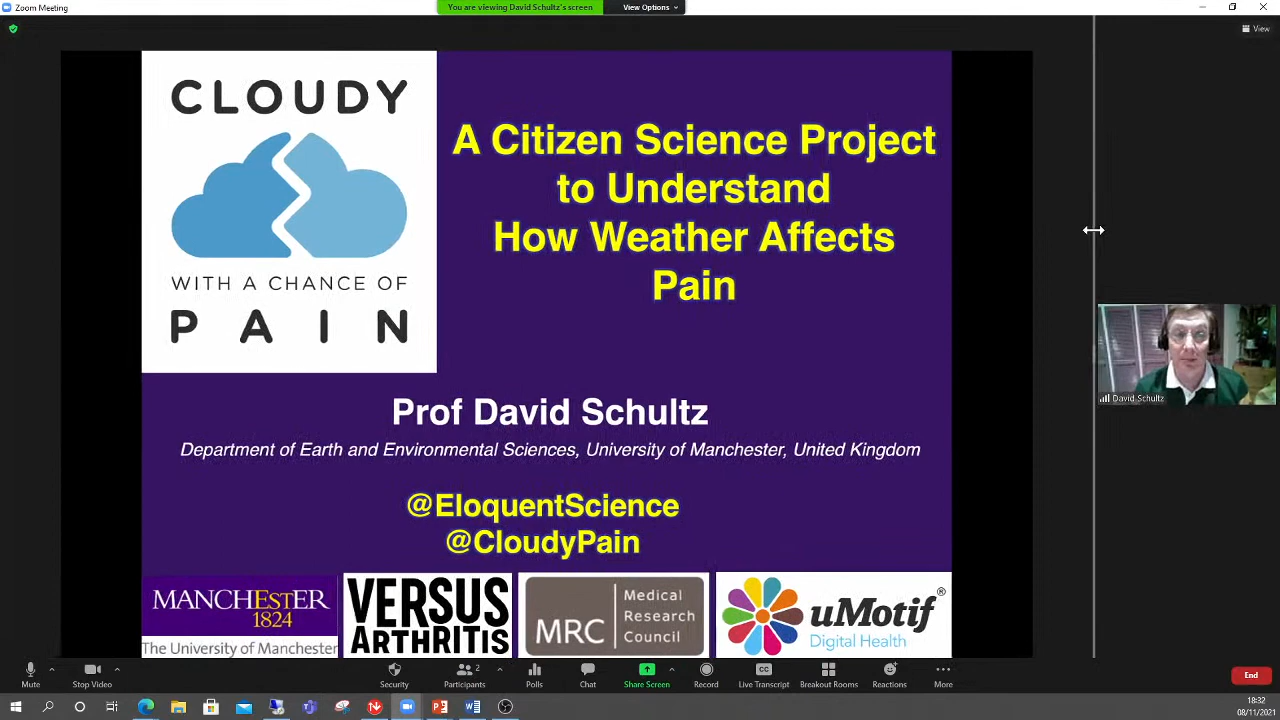 Zoom Meeting
You are viewing David Schultz's screen
View Options
View
CLOUDY
WITH A CHANCE OF
PAIN
A Citizen Science Project
to Understand
How Weather Affects
Pain
Prof David Schultz
Department of Earth and Environmental Sciences, University of Manchester, United Kingdom
@EloquentScience
@CloudyPain
MANCHESTER
1824
The University of Manchester
VERSUS
ARTHRITIS
MRC
Medical
Research
Council
uMotif®
Digital Health
David Schultz
Mute
Stop Video
Security
Participants
2
Polls
Chat
Share Screen
Record
CC
Live Transcript
Breakout Rooms
Reactions
More
End
18:32
08/11/2021